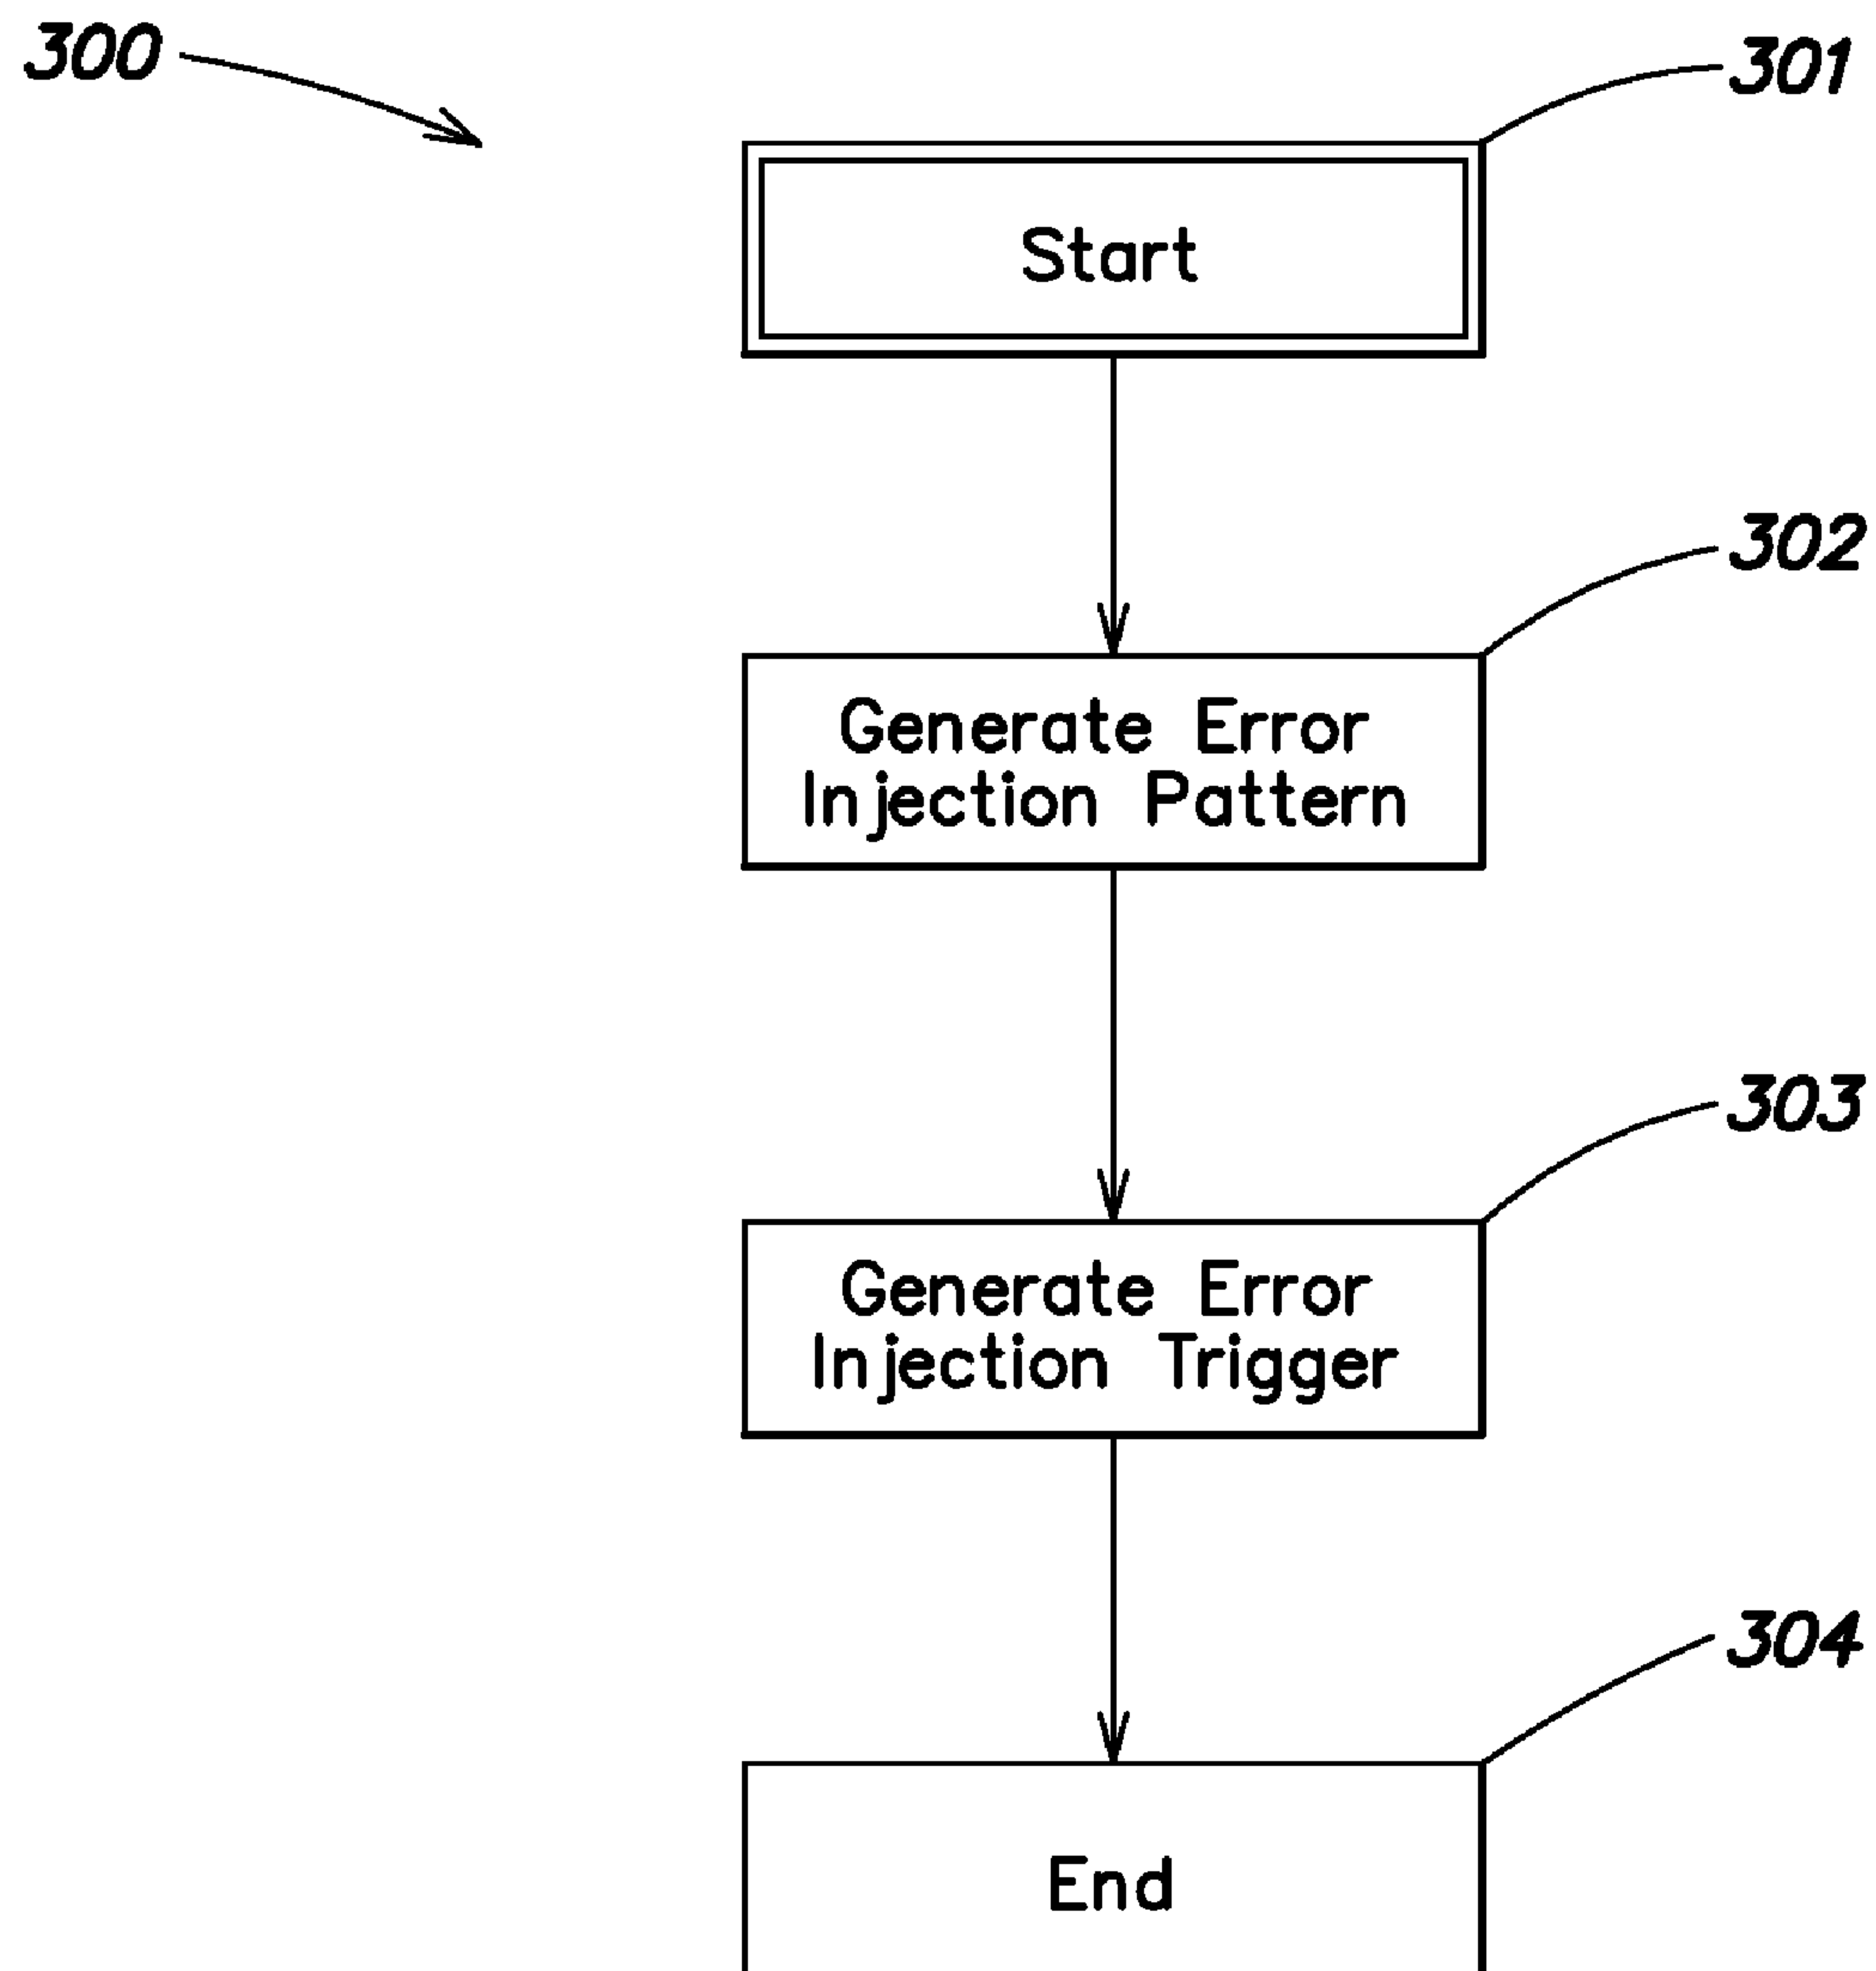 300
301
Start
302
Generate Error
Injection Pattern
303
Generate Error
Injection Trigger
304
End